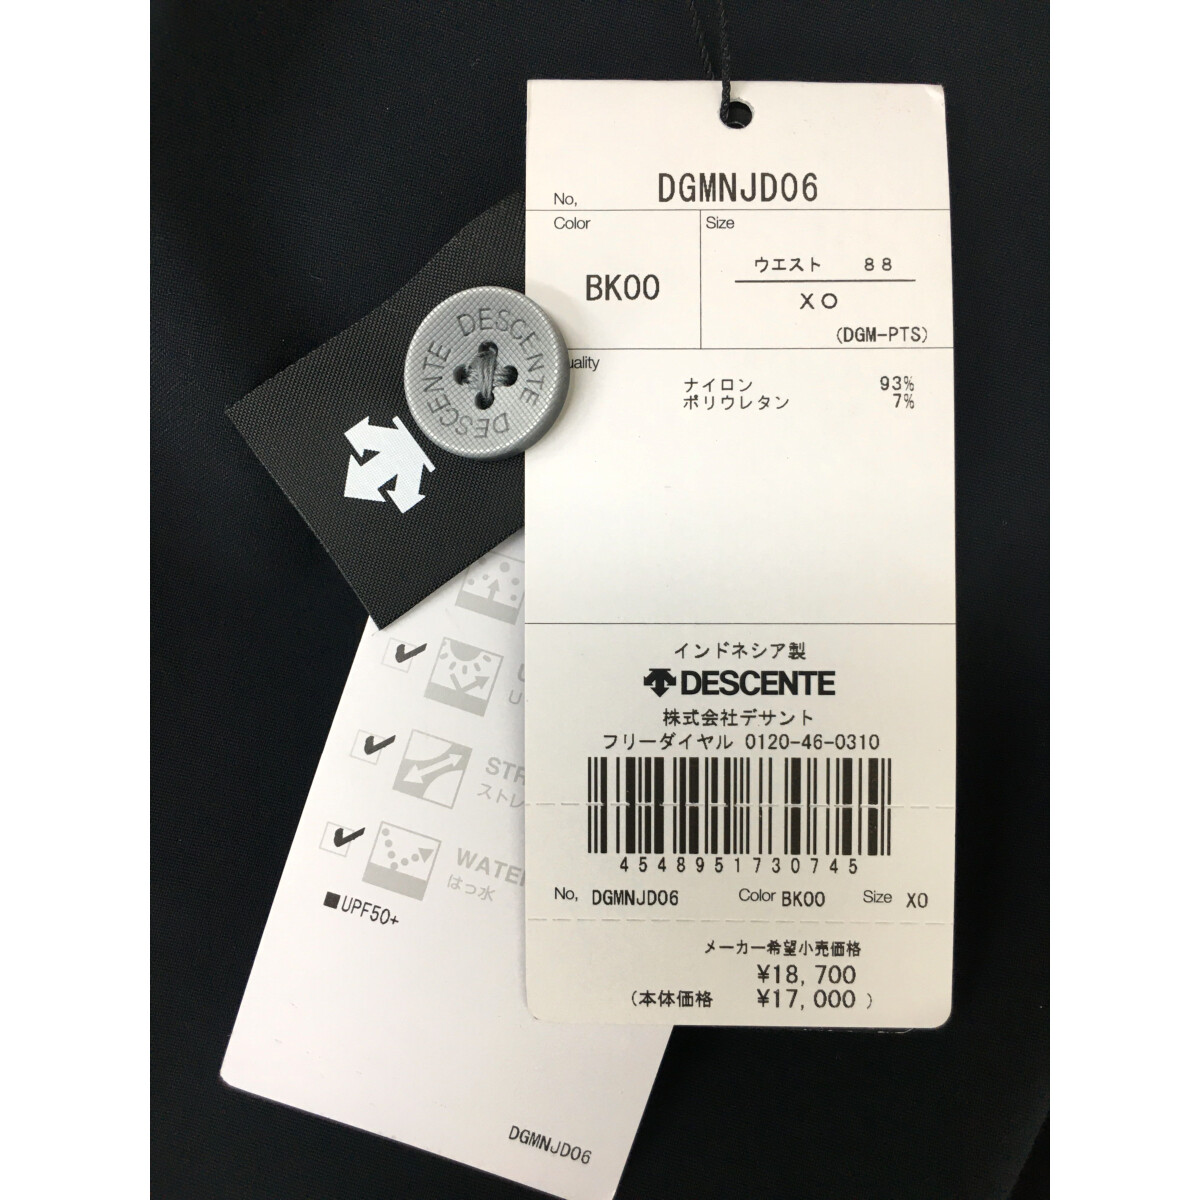 No, DGMNJD06
Color
Size
BK00
ウエスト 88
XO
(DGM-PTS)
ナイロン 93%
ポリウレタン 7%
インドネシア製
DESCENTE
株式会社デサント
フリーダイヤル 0120-46-0310
4548951730745
No, DGMNJD06 Color BK00 Size XO
メーカー希望小売価格
¥18,700
(本体価格 ¥17,000)
DESCENTE DESCENTE
はっ水
■UPF50+
DGMNJD06